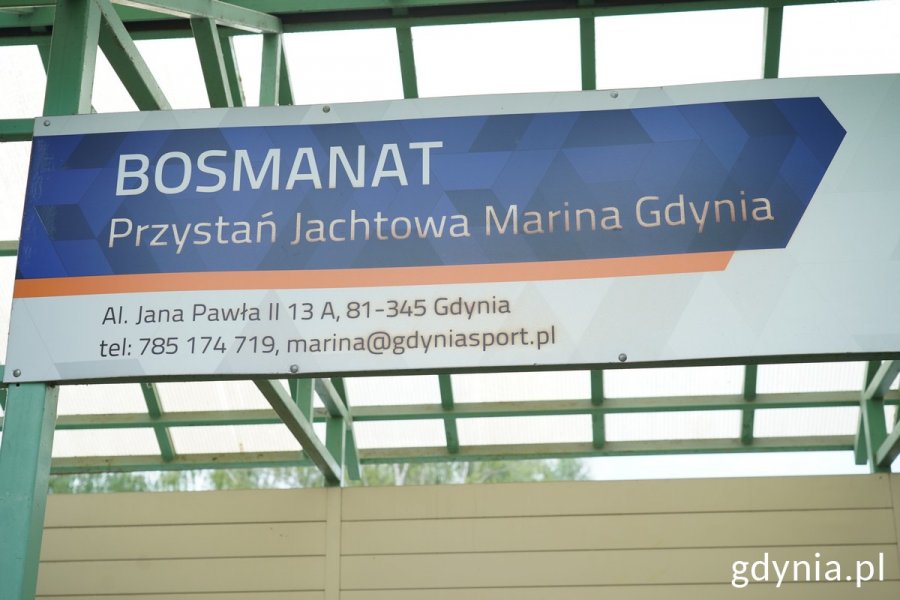 BOSMANAT
Przystań Jachtowa Marina Gdynia
Al. Jana Pawła II 13 A, 81-345 Gdynia
tel: 785 174 719, marina@gdyniasport.pl
gdynia.pl